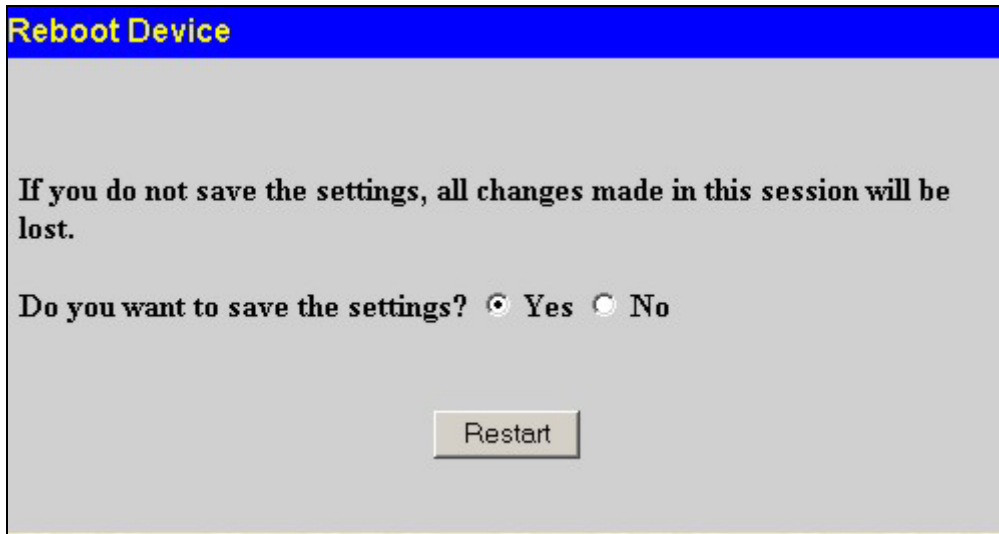 Reboot Device
If you do not save the settings, all changes made in this session will be
lost.
Do you want to save the settings? Yes No
Restart